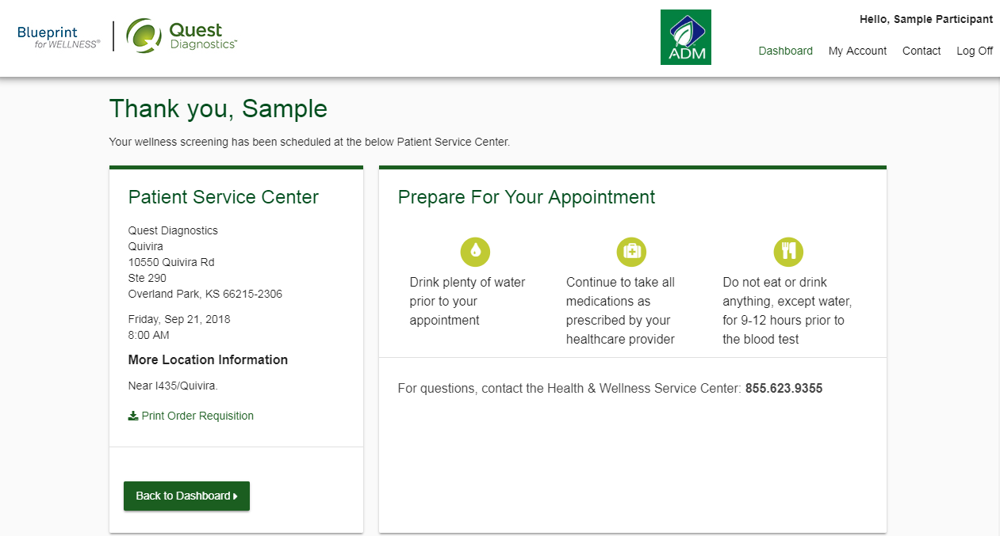 Blueprint
for WELLNESS®
Quest
Diagnostics™
ADM
Hello, Sample Participant
Dashboard
My Account
Contact
Log Off
Thank you, Sample
Your wellness screening has been scheduled at the below Patient Service Center.
Patient Service Center
Quest Diagnostics
Quivira
10550 Quivira Rd
Ste 290
Overland Park, KS 66215-2306
Friday, Sep 21, 2018
8:00 AM
More Location Information
Near I435/Quivira.
Print Order Requisition
Back to Dashboard
Prepare For Your Appointment
Drink plenty of water
prior to your
appointment
Continue to take all
medications as
prescribed by your
healthcare provider
Do not eat or drink
anything, except water,
for 9-12 hours prior to
the blood test
For questions, contact the Health & Wellness Service Center: 855.623.9355